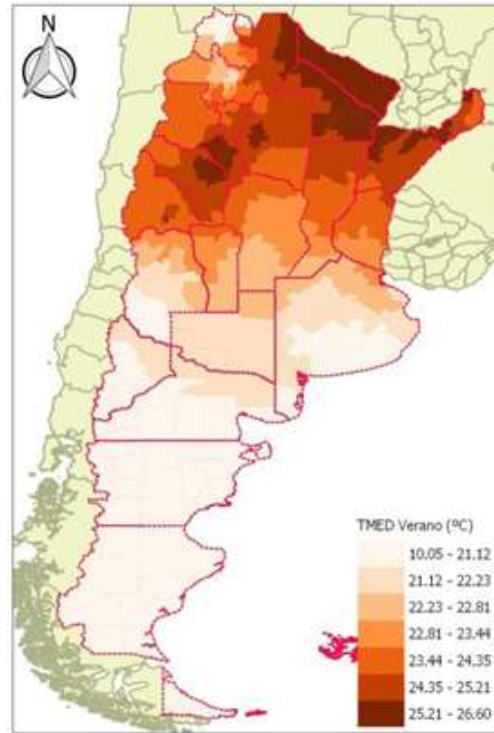 N
TMED Verano (ºC)
10.05 - 21.12
21.12 - 22.23
22.23 - 22.81
22.81 - 23.44
23.44 - 24.35
24.35 - 25.21
25.21 - 26.60